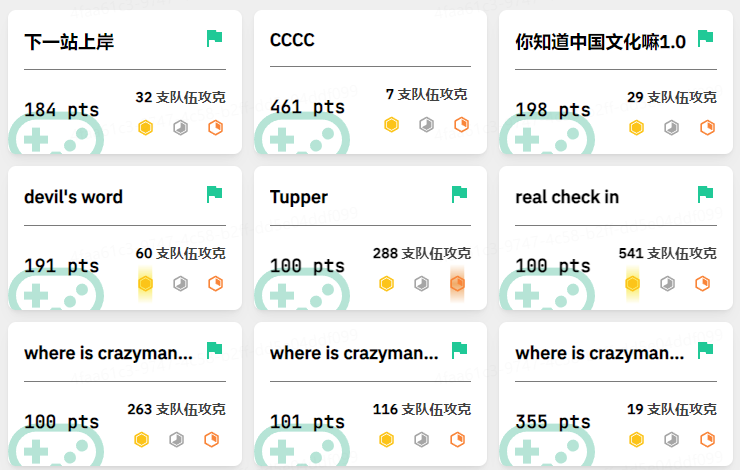 下一站上岸
184 pts
32 支队伍攻克
CCCC
461 pts
7 支队伍攻克
你知道中国文化嘛1.0
198 pts
29 支队伍攻克
devil's word
191 pts
60 支队伍攻克
Tupper
100 pts
288 支队伍攻克
real check in
100 pts
541 支队伍攻克
where is crazyman...
100 pts
263 支队伍攻克
where is crazyman...
101 pts
116 支队伍攻克
where is crazyman...
355 pts
19 支队伍攻克